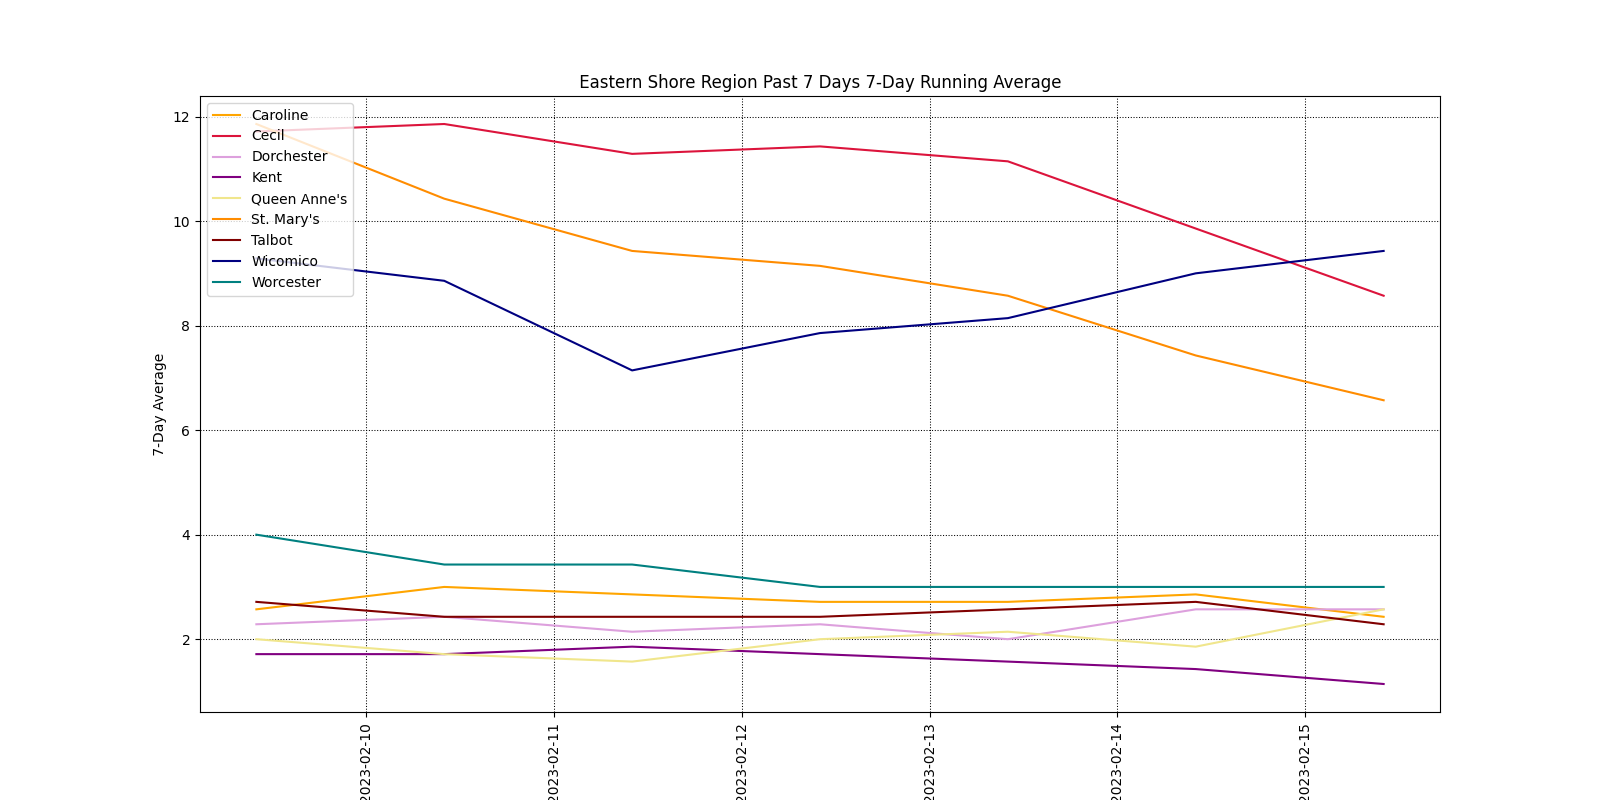 Eastern Shore Region Past 7 Days 7-Day Running Average
Caroline
Cecil
Dorchester
Kent
Queen Anne's
St. Mary's
Talbot
Wicomico
Worcester
12
10
8
6
4
2
7-Day Average
2023-02-10
2023-02-11
2023-02-12
2023-02-13
2023-02-14
2023-02-15